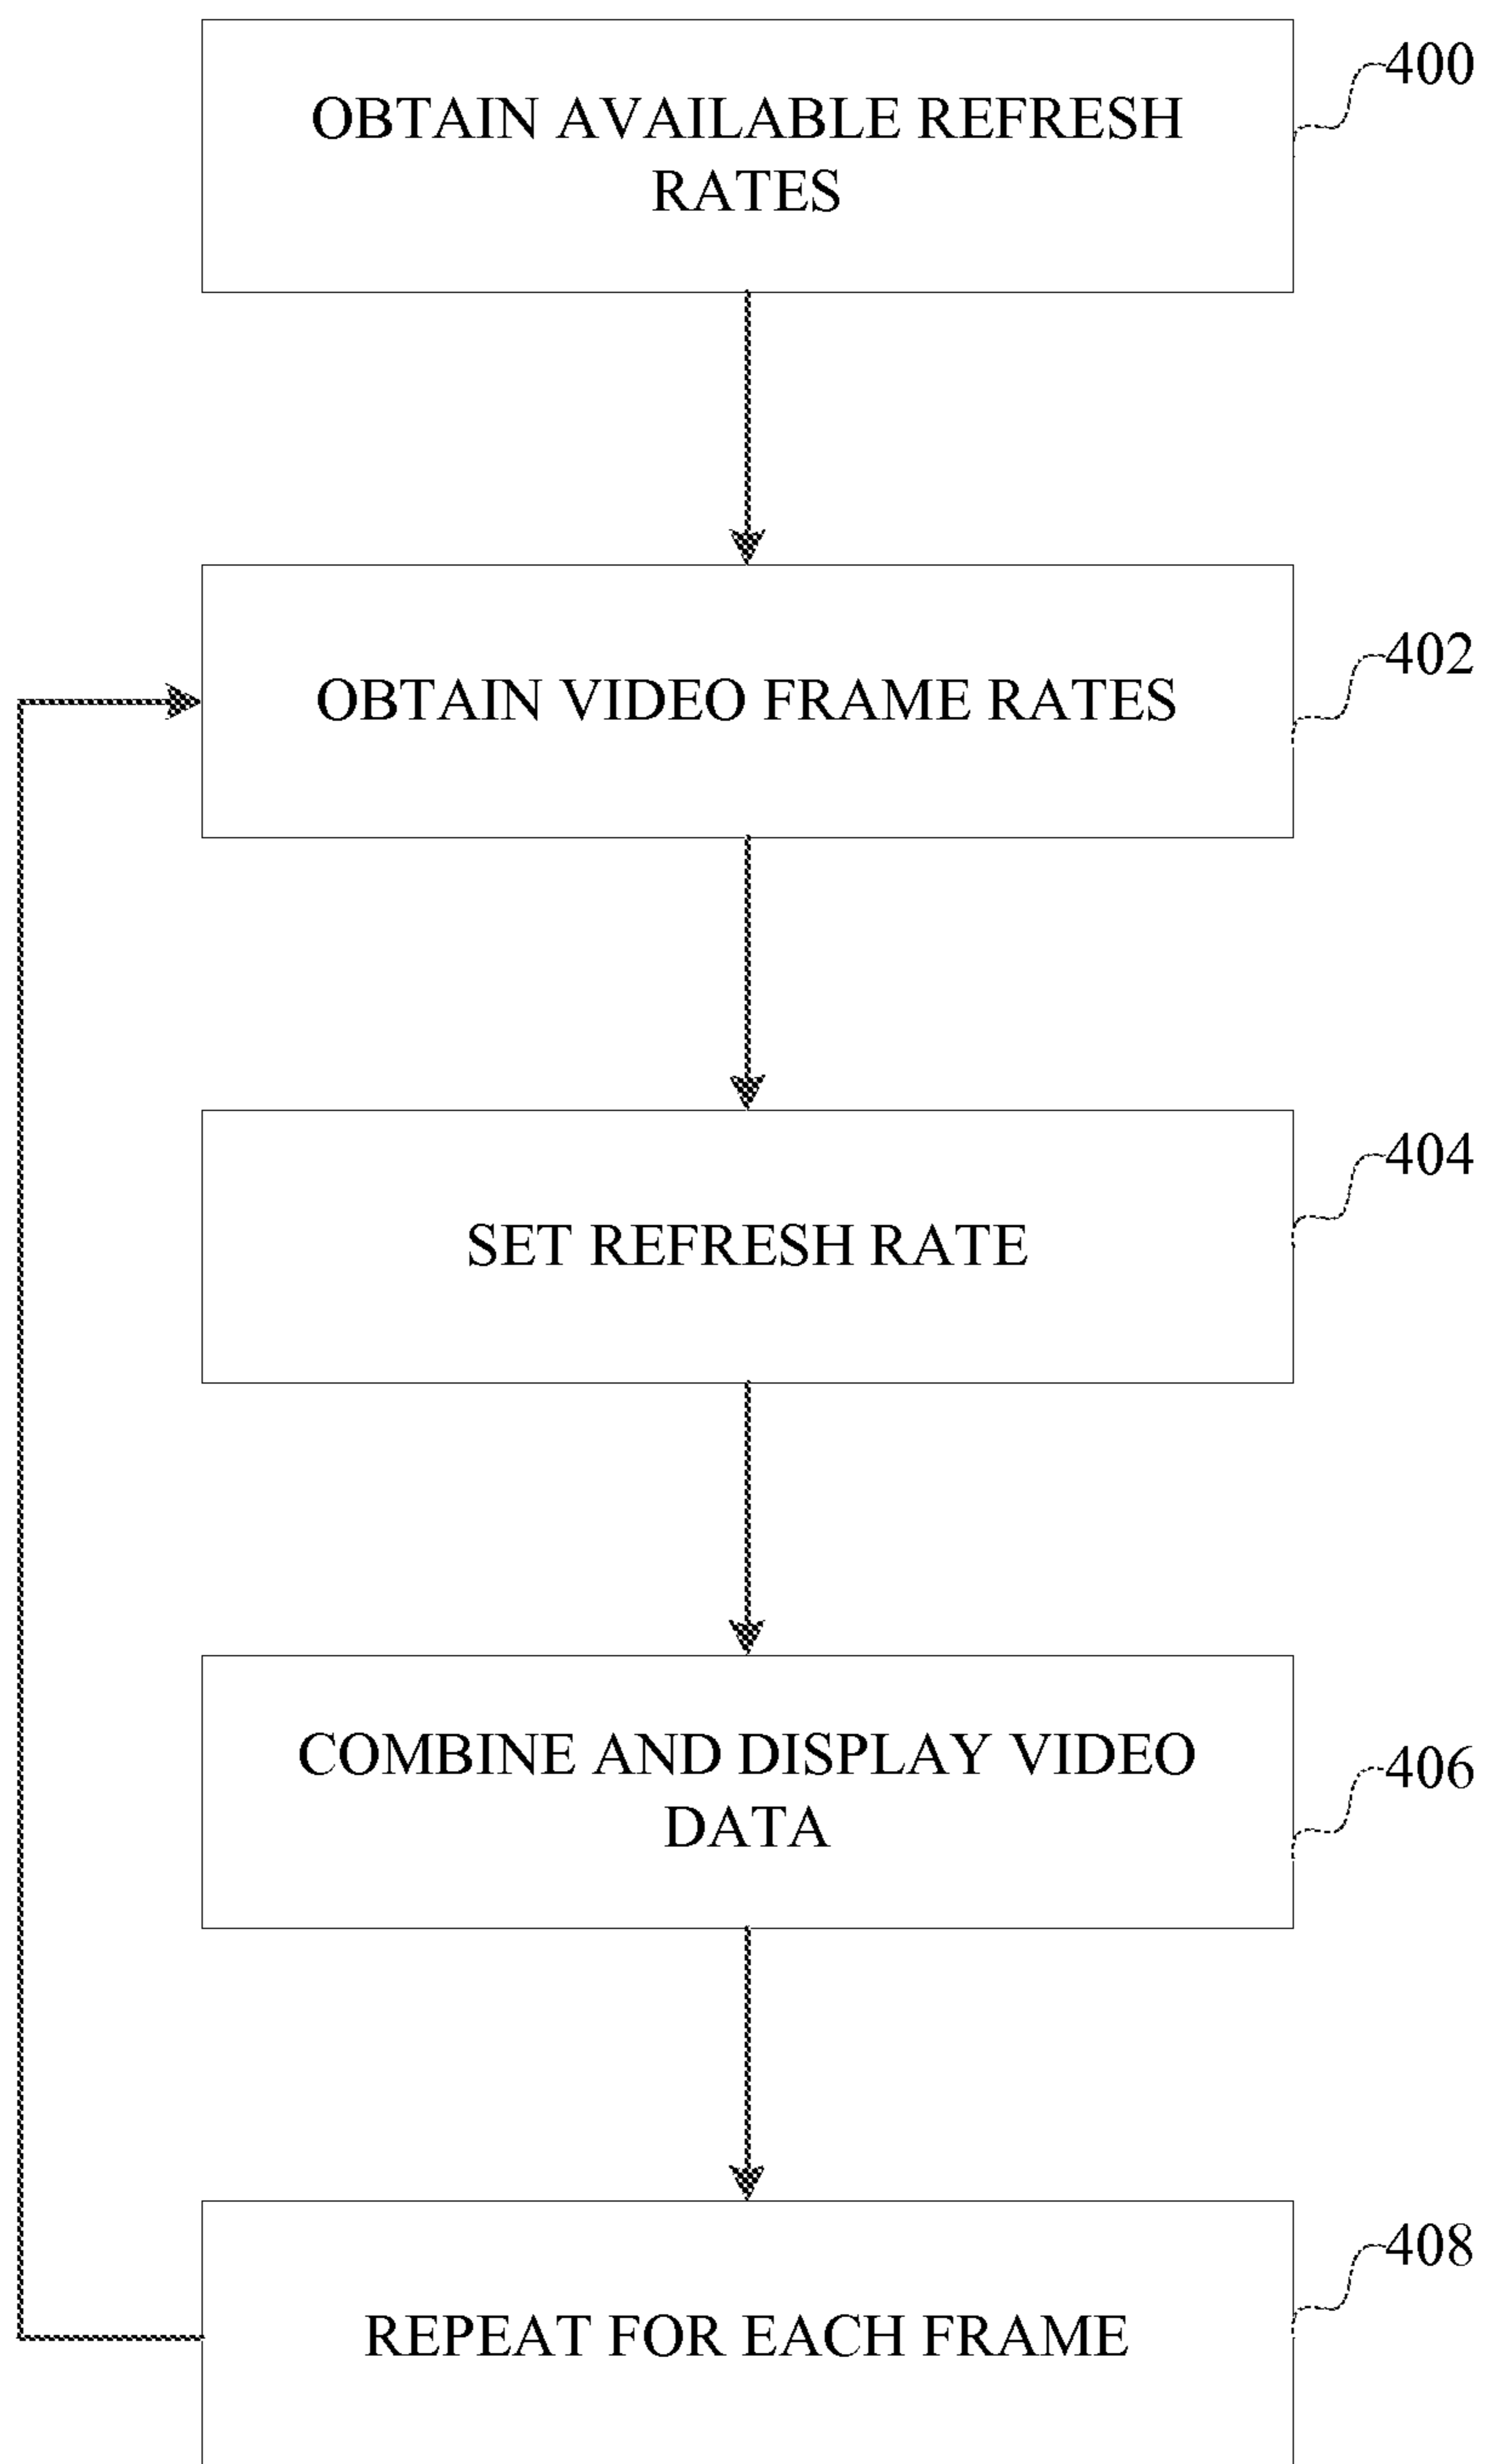 OBTAIN AVAILABLE REFRESH
RATES
400
OBTAIN VIDEO FRAME RATES
402
SET REFRESH RATE
404
COMBINE AND DISPLAY VIDEO
DATA
406
REPEAT FOR EACH FRAME
408